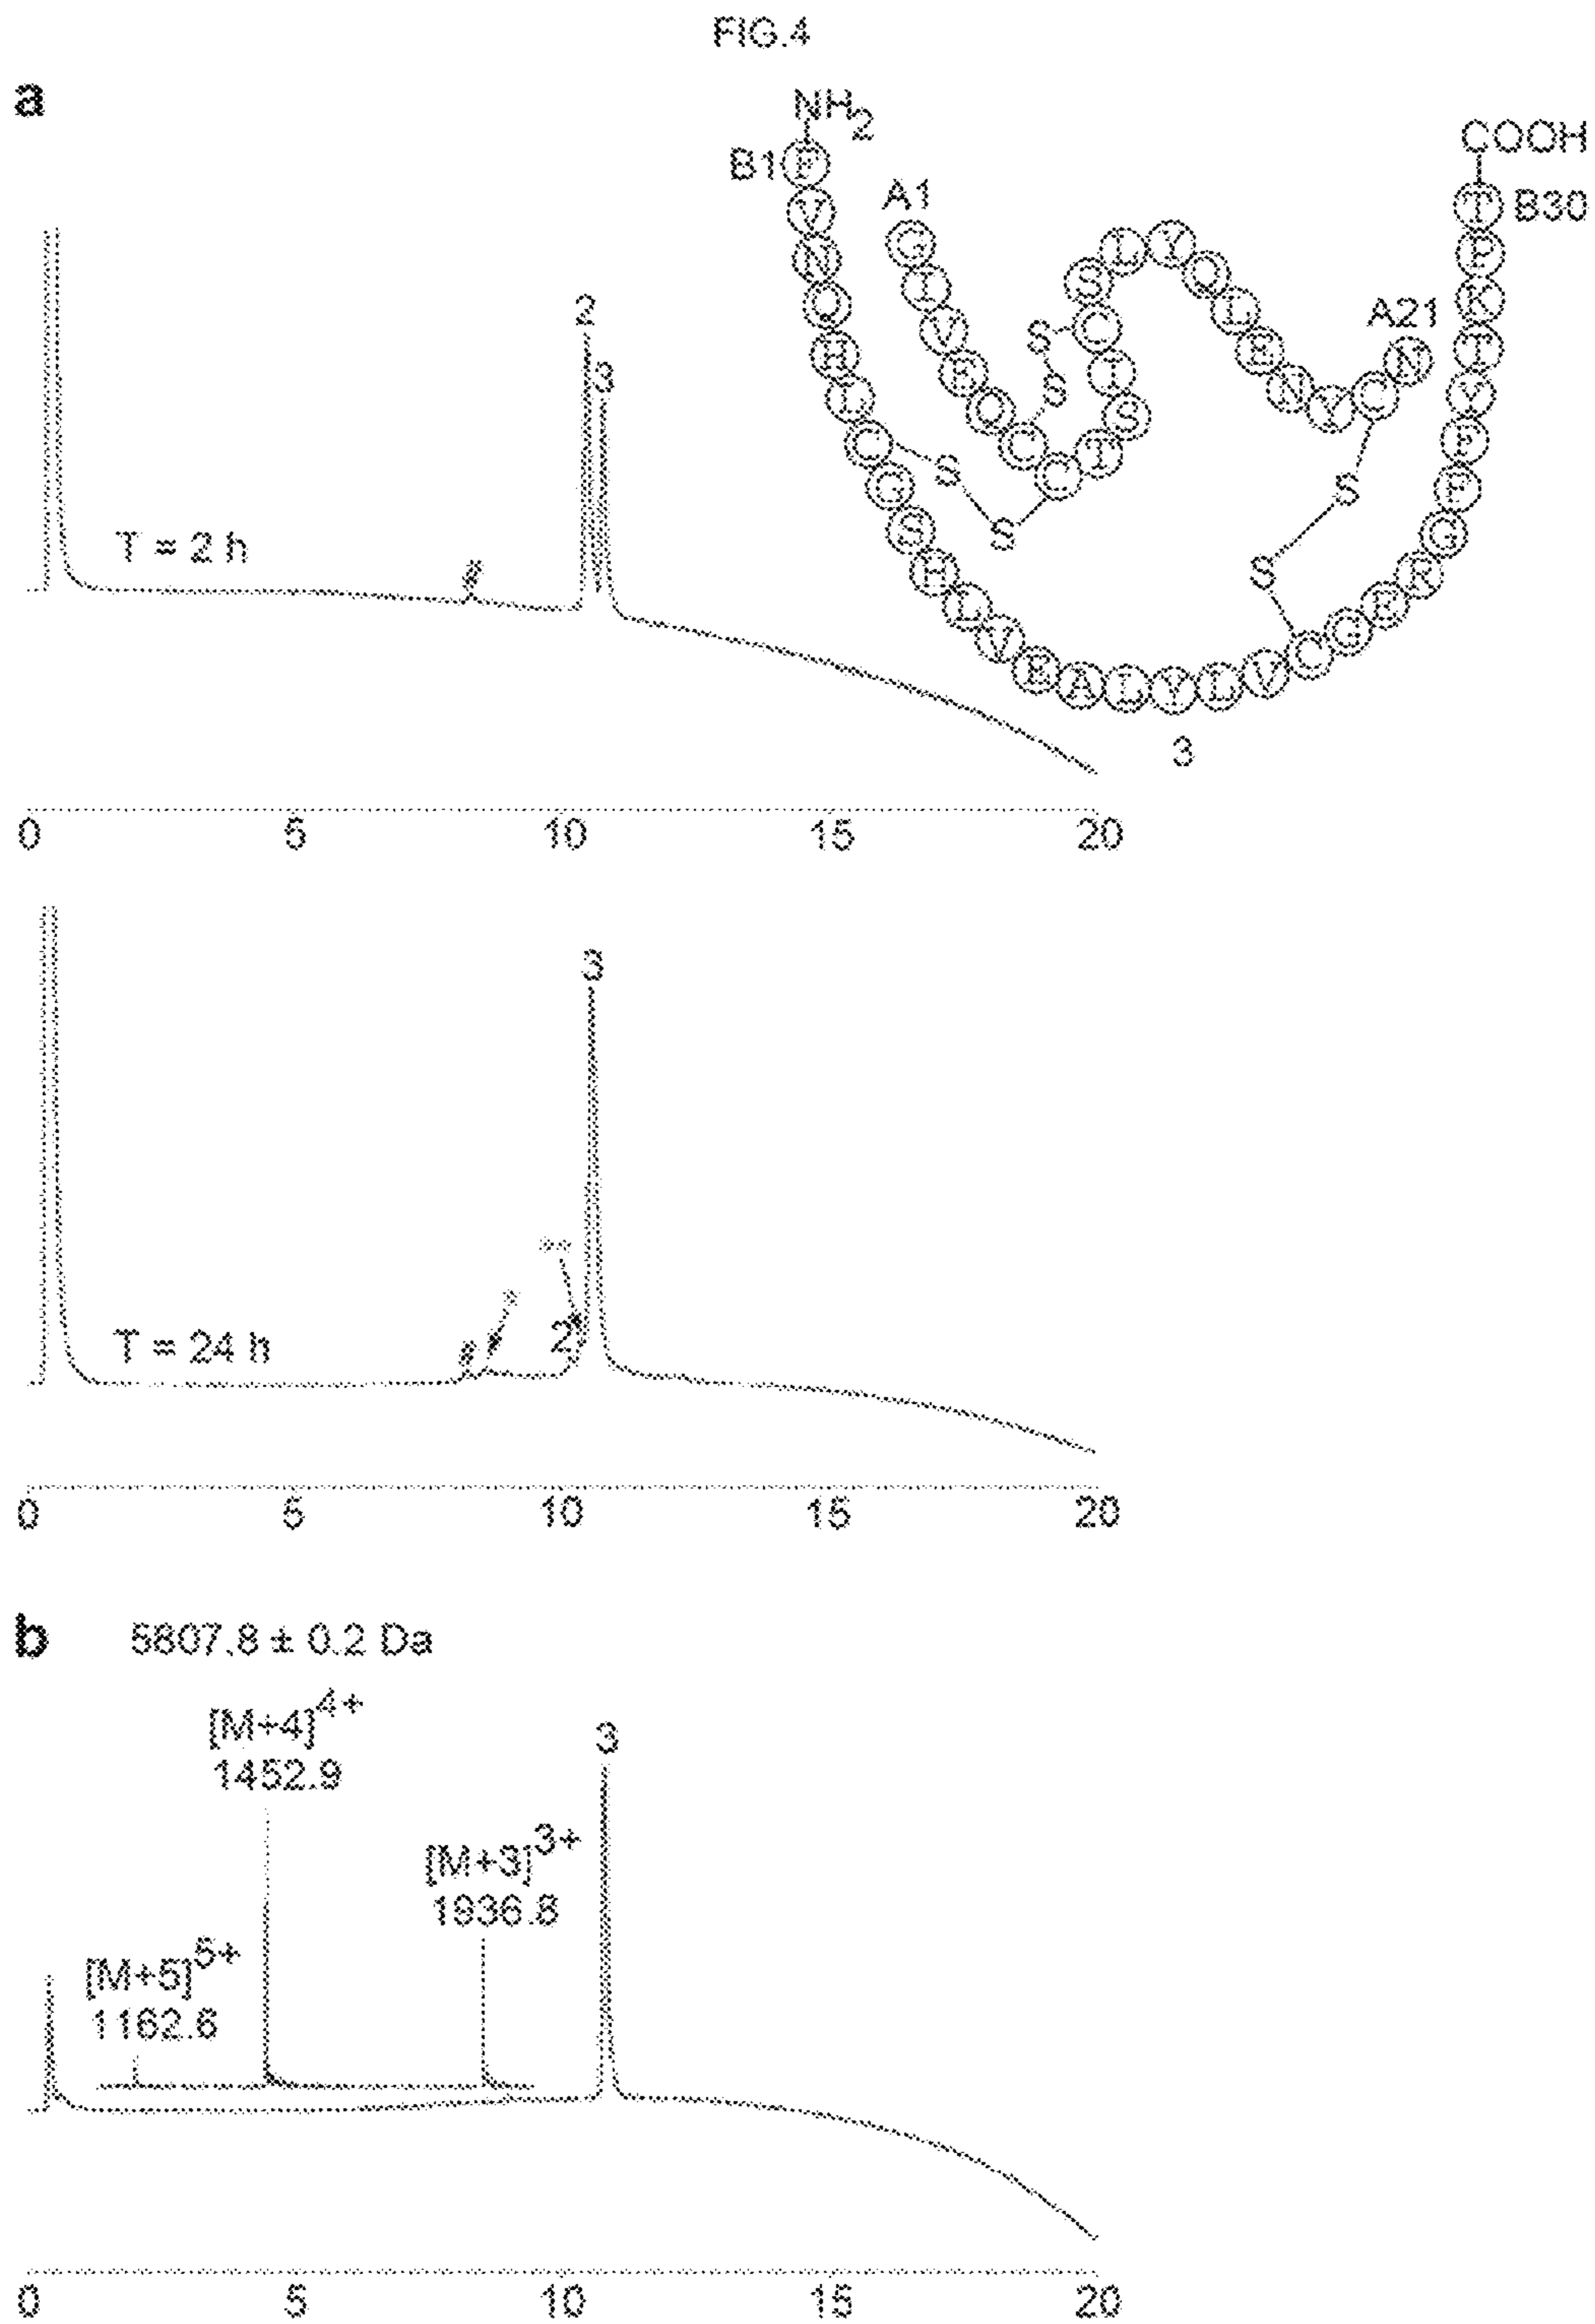 FIG.4
a
NH2
B1
F V N Q H L C G S H L V E A L Y L V C G E R G F F Y T P K T
COOH
B30
A1
G I V E Q C C T S I C S L Y Q L E N Y C N
A21
S
S
S
S
S
S
3
2
3
T = 2 h
#
0 5 10 15 20
3
**
*
2
#
T = 24 h
0 5 10 15 20
b 5807.8 ± 0.2 Da
[M+4]4+
1452.9
3
[M+3]3+
1936.8
[M+5]5+
1162.6
0 5 10 15 20